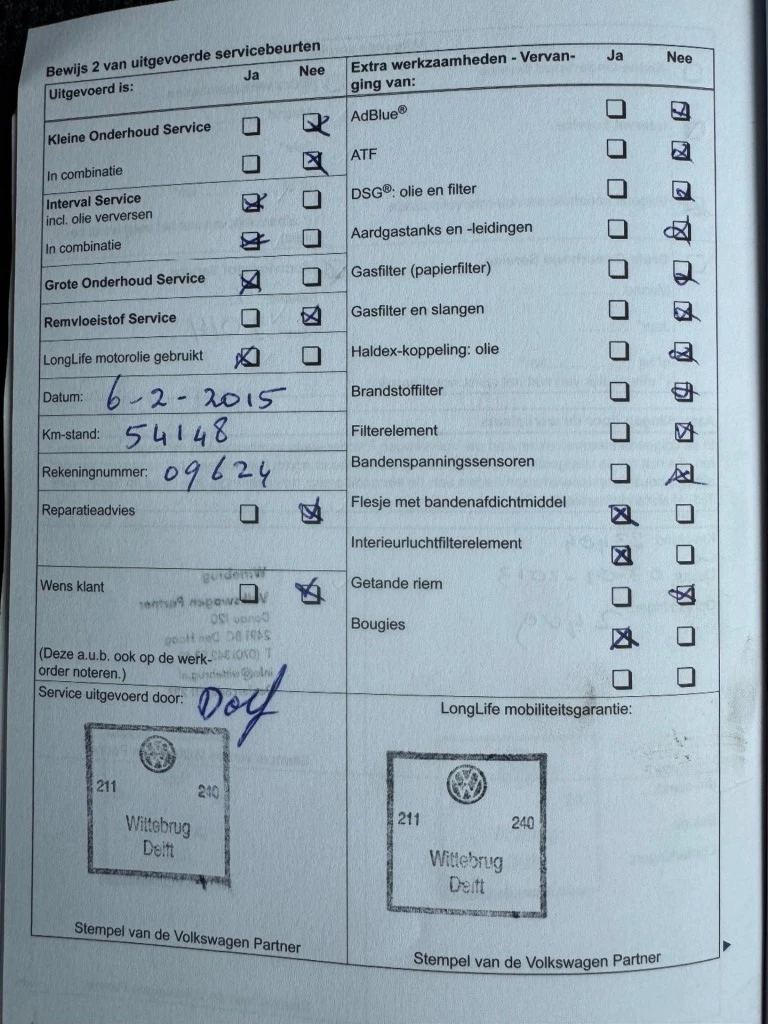 Bewijs 2 van uitgevoerde servicebeurten
Uitgevoerd is: Ja Nee
Kleine Onderhoud Service
In combinatie
Interval Service
incl. olie verversen
In combinatie
Grote Onderhoud Service
Remvloeistof Service
LongLife motorolie gebruikt
Datum: 6-2-2015
Km-stand: 54148
Rekeningnummer: 09624
Reparatieadvies
Wens klant
(Deze a.u.b. ook op de werk-
order noteren.)
Service uitgevoerd door: Dolf
211 240
Wittebrug
Delft
Stempel van de Volkswagen Partner
Extra werkzaamheden - Vervan- Ja Nee
ging van:
AdBlue®
ATF
DSG®: olie en filter
Aardgastanks en -leidingen
Gasfilter (papierfilter)
Gasfilter en slangen
Haldex-koppeling: olie
Brandstoffilter
Filterelement
Bandenspanningssensoren
Flesje met bandenafdichtmiddel
Interieurluchtfilterelement
Getande riem
Bougies
LongLife mobiliteitsgarantie:
211 240
Wittebrug
Delft
Stempel van de Volkswagen Partner